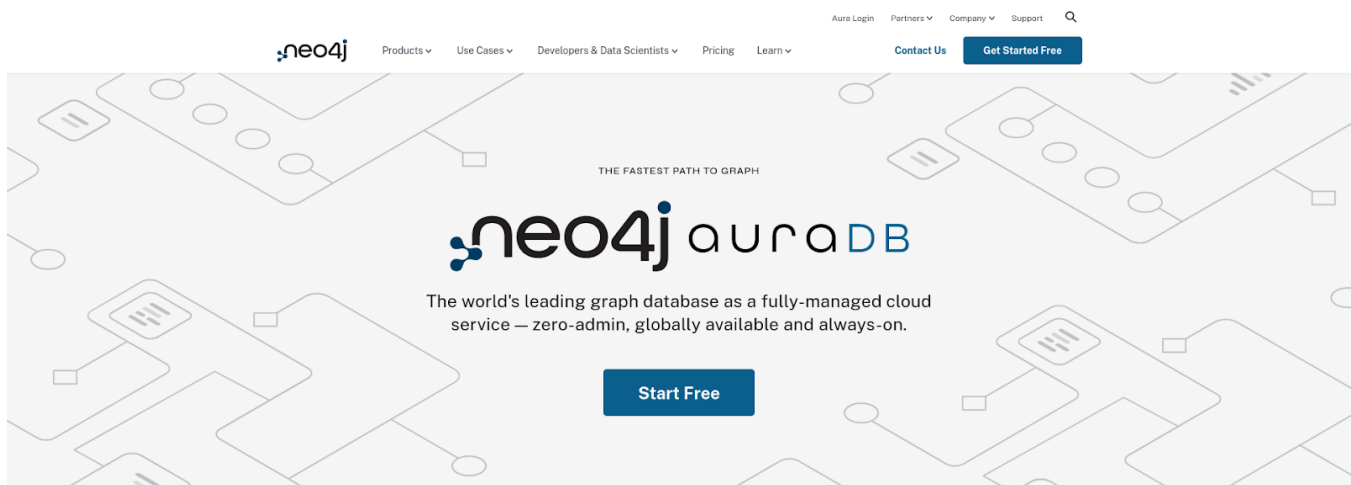 Aura Login Partners Company Support
neo4j Products Use Cases Developers & Data Scientists Pricing Learn Contact Us Get Started Free
THE FASTEST PATH TO GRAPH
neo4j auraDB
The world's leading graph database as a fully-managed cloud
service — zero-admin, globally available and always-on.
Start Free